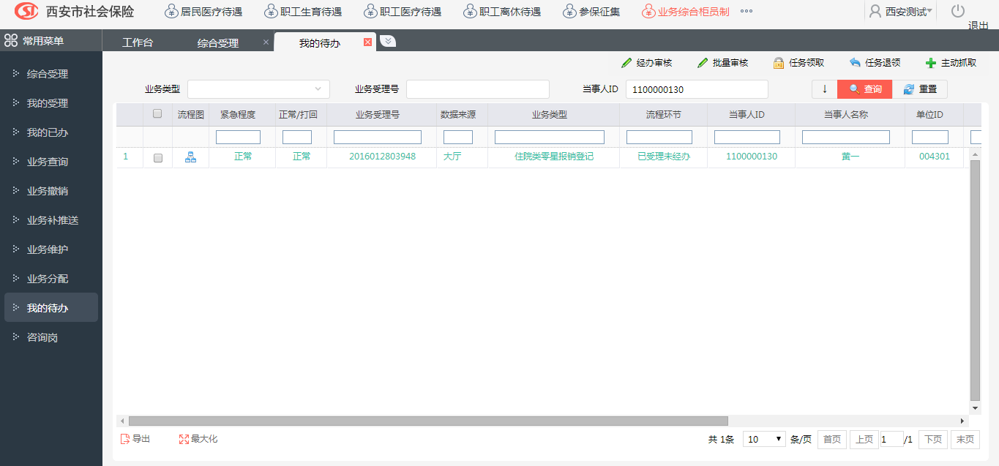 西安市社会保险 居民医疗待遇 职工生育待遇 职工医疗待遇 职工离休待遇 参保征集 业务综合柜员制 西安测试 退出
常用菜单 工作台 综合受理 × 我的待办
综合受理
我的受理
我的已办
业务查询
业务撤销
业务补推送
业务维护
业务分配
我的待办
咨询岗
经办审核 批量审核 任务领取 任务退领 主动抓取
业务类型 业务受理号 当事人ID 1100000130 ↓ 查询 重置
流程图 紧急程度 正常/打回 业务受理号 数据来源 业务类型 流程环节 当事人ID 当事人名称 单位ID
1 正常 正常 2016012803948 大厅 住院类零星报销登记 已受理未经办 1100000130 黄一 004301
导出 最大化 共 1条 10 条/页 首页 上页 1 /1 下页 末页